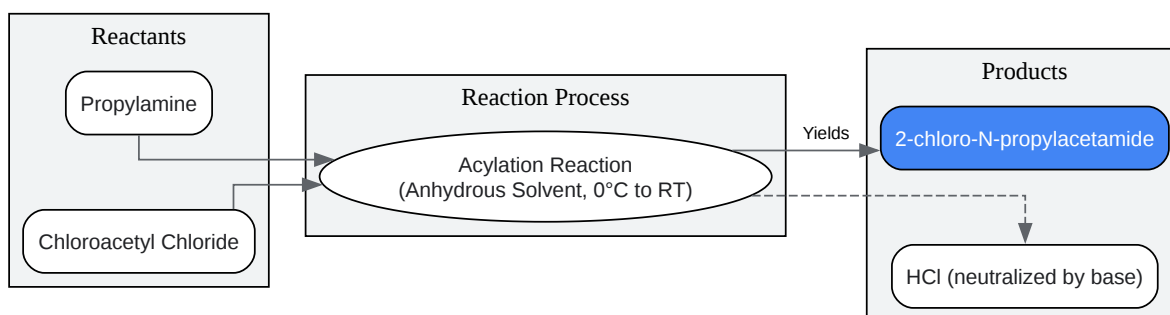 Reactants
Propylamine
Chloroacetyl Chloride
Reaction Process
Acylation Reaction
(Anhydrous Solvent, 0°C to RT)
Yields
Products
2-chloro-N-propylacetamide
HCl (neutralized by base)